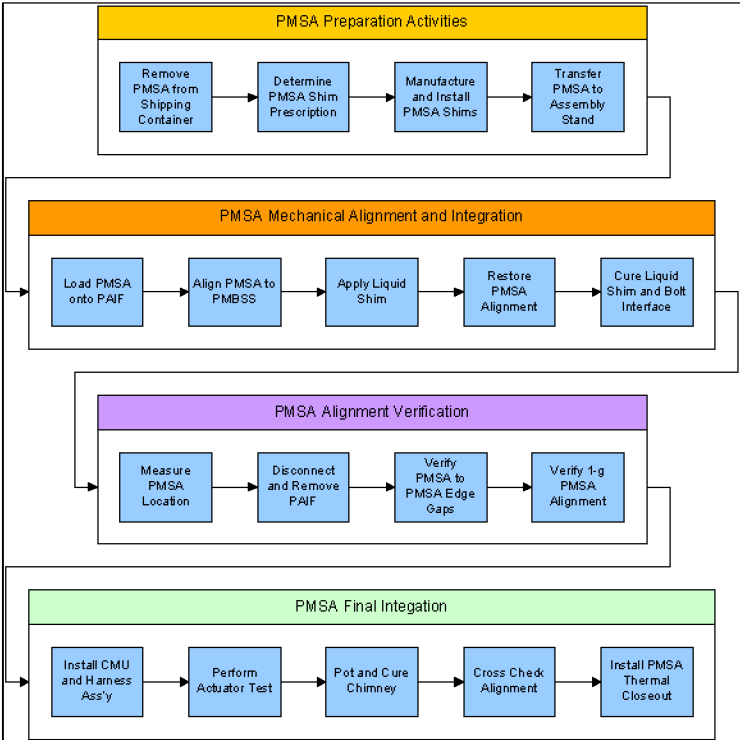 PMSA Preparation Activities
Remove
PMSA from
Shipping
Container
Determine
PMSA Shim
Prescription
Manufacture
and Install
PMSA Shims
Transfer
PMSA to
Assembly
Stand
PMSA Mechanical Alignment and Integration
Load PMSA
onto PAIF
Align PMSA to
PMBSS
Apply Liquid
Shim
Restore
PMSA
Alignment
Cure Liquid
Shim and Bolt
Interface
PMSA Alignment Verification
Measure
PMSA
Location
Disconnect
and Remove
PAIF
Verify
PMSA to
PMSA Edge
Gaps
Verify 1-g
PMSA
Alignment
PMSA Final Integation
Install CMU
and Harness
Ass'y
Perform
Actuator Test
Pot and Cure
Chimney
Cross Check
Alignment
Install PMSA
Thermal
Closeout